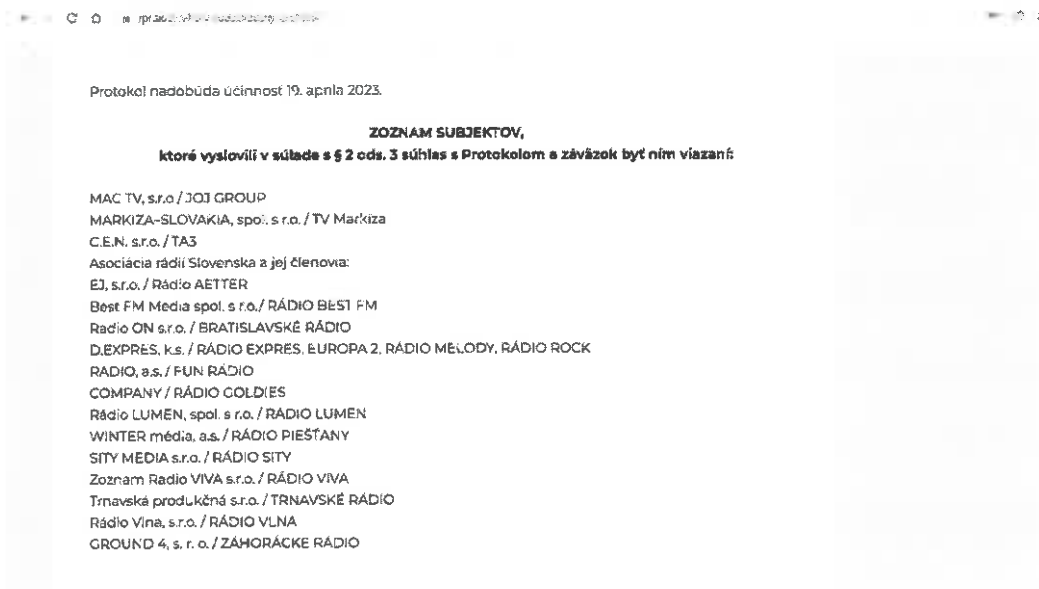 Protokol nadobúda účinnosť 19. apríla 2023.
ZOZNAM SUBJEKTOV,
ktoré vyslovili v súlade s § 2 ods. 3 súhlas s Protokolom a záväzok byť ním viazaní:
MAC TV, s.r.o / JOJ GROUP
MARKIZA-SLOVAKIA, spol. s r.o. / TV Markíza
C.E.N. s.r.o. / TA3
Asociácia rádií Slovenska a jej členovia:
EJ, s.r.o. / Rádio AETTER
Best FM Media spol. s r.o./ RÁDIO BEST FM
Radio ON s.r.o. / BRATISLAVSKÉ RÁDIO
D.EXPRES, k.s. / RÁDIO EXPRES, EUROPA 2, RÁDIO MELODY, RÁDIO ROCK
RADIO, a.s. / FUN RÁDIO
COMPANY / RÁDIO GOLDIES
Rádio LUMEN, spol. s r.o. / RÁDIO LUMEN
WINTER média, a.s. / RÁDIO PIEŠŤANY
SITY MEDIA s.r.o. / RÁDIO SITY
Zoznam Radio VIVA s.r.o. / RÁDIO VIVA
Trnavská produkčná s.r.o. / TRNAVSKÉ RÁDIO
Rádio Vlna, s.r.o. / RÁDIO VLNA
GROUND 4, s. r. o. / ZÁHORÁCKE RÁDIO